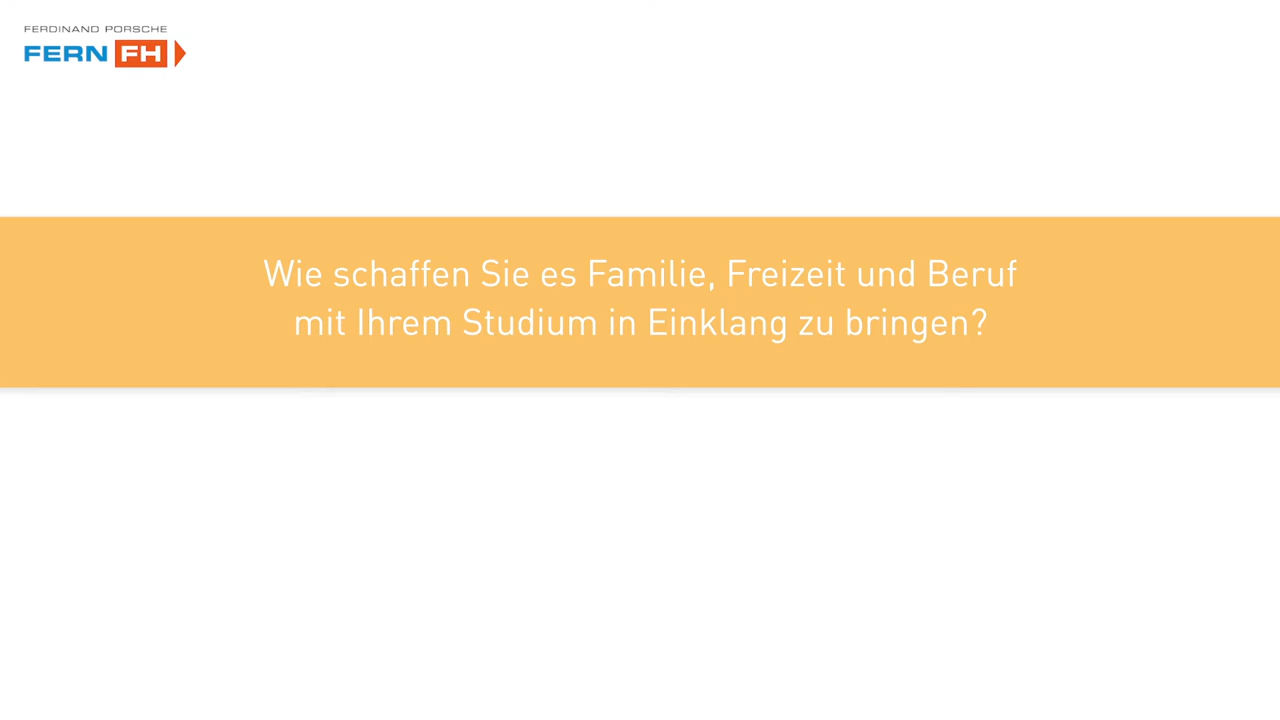 FERDINAND PORSCHE
FERN FH
Wie schaffen Sie es Familie, Freizeit und Beruf
mit Ihrem Studium in Einklang zu bringen?